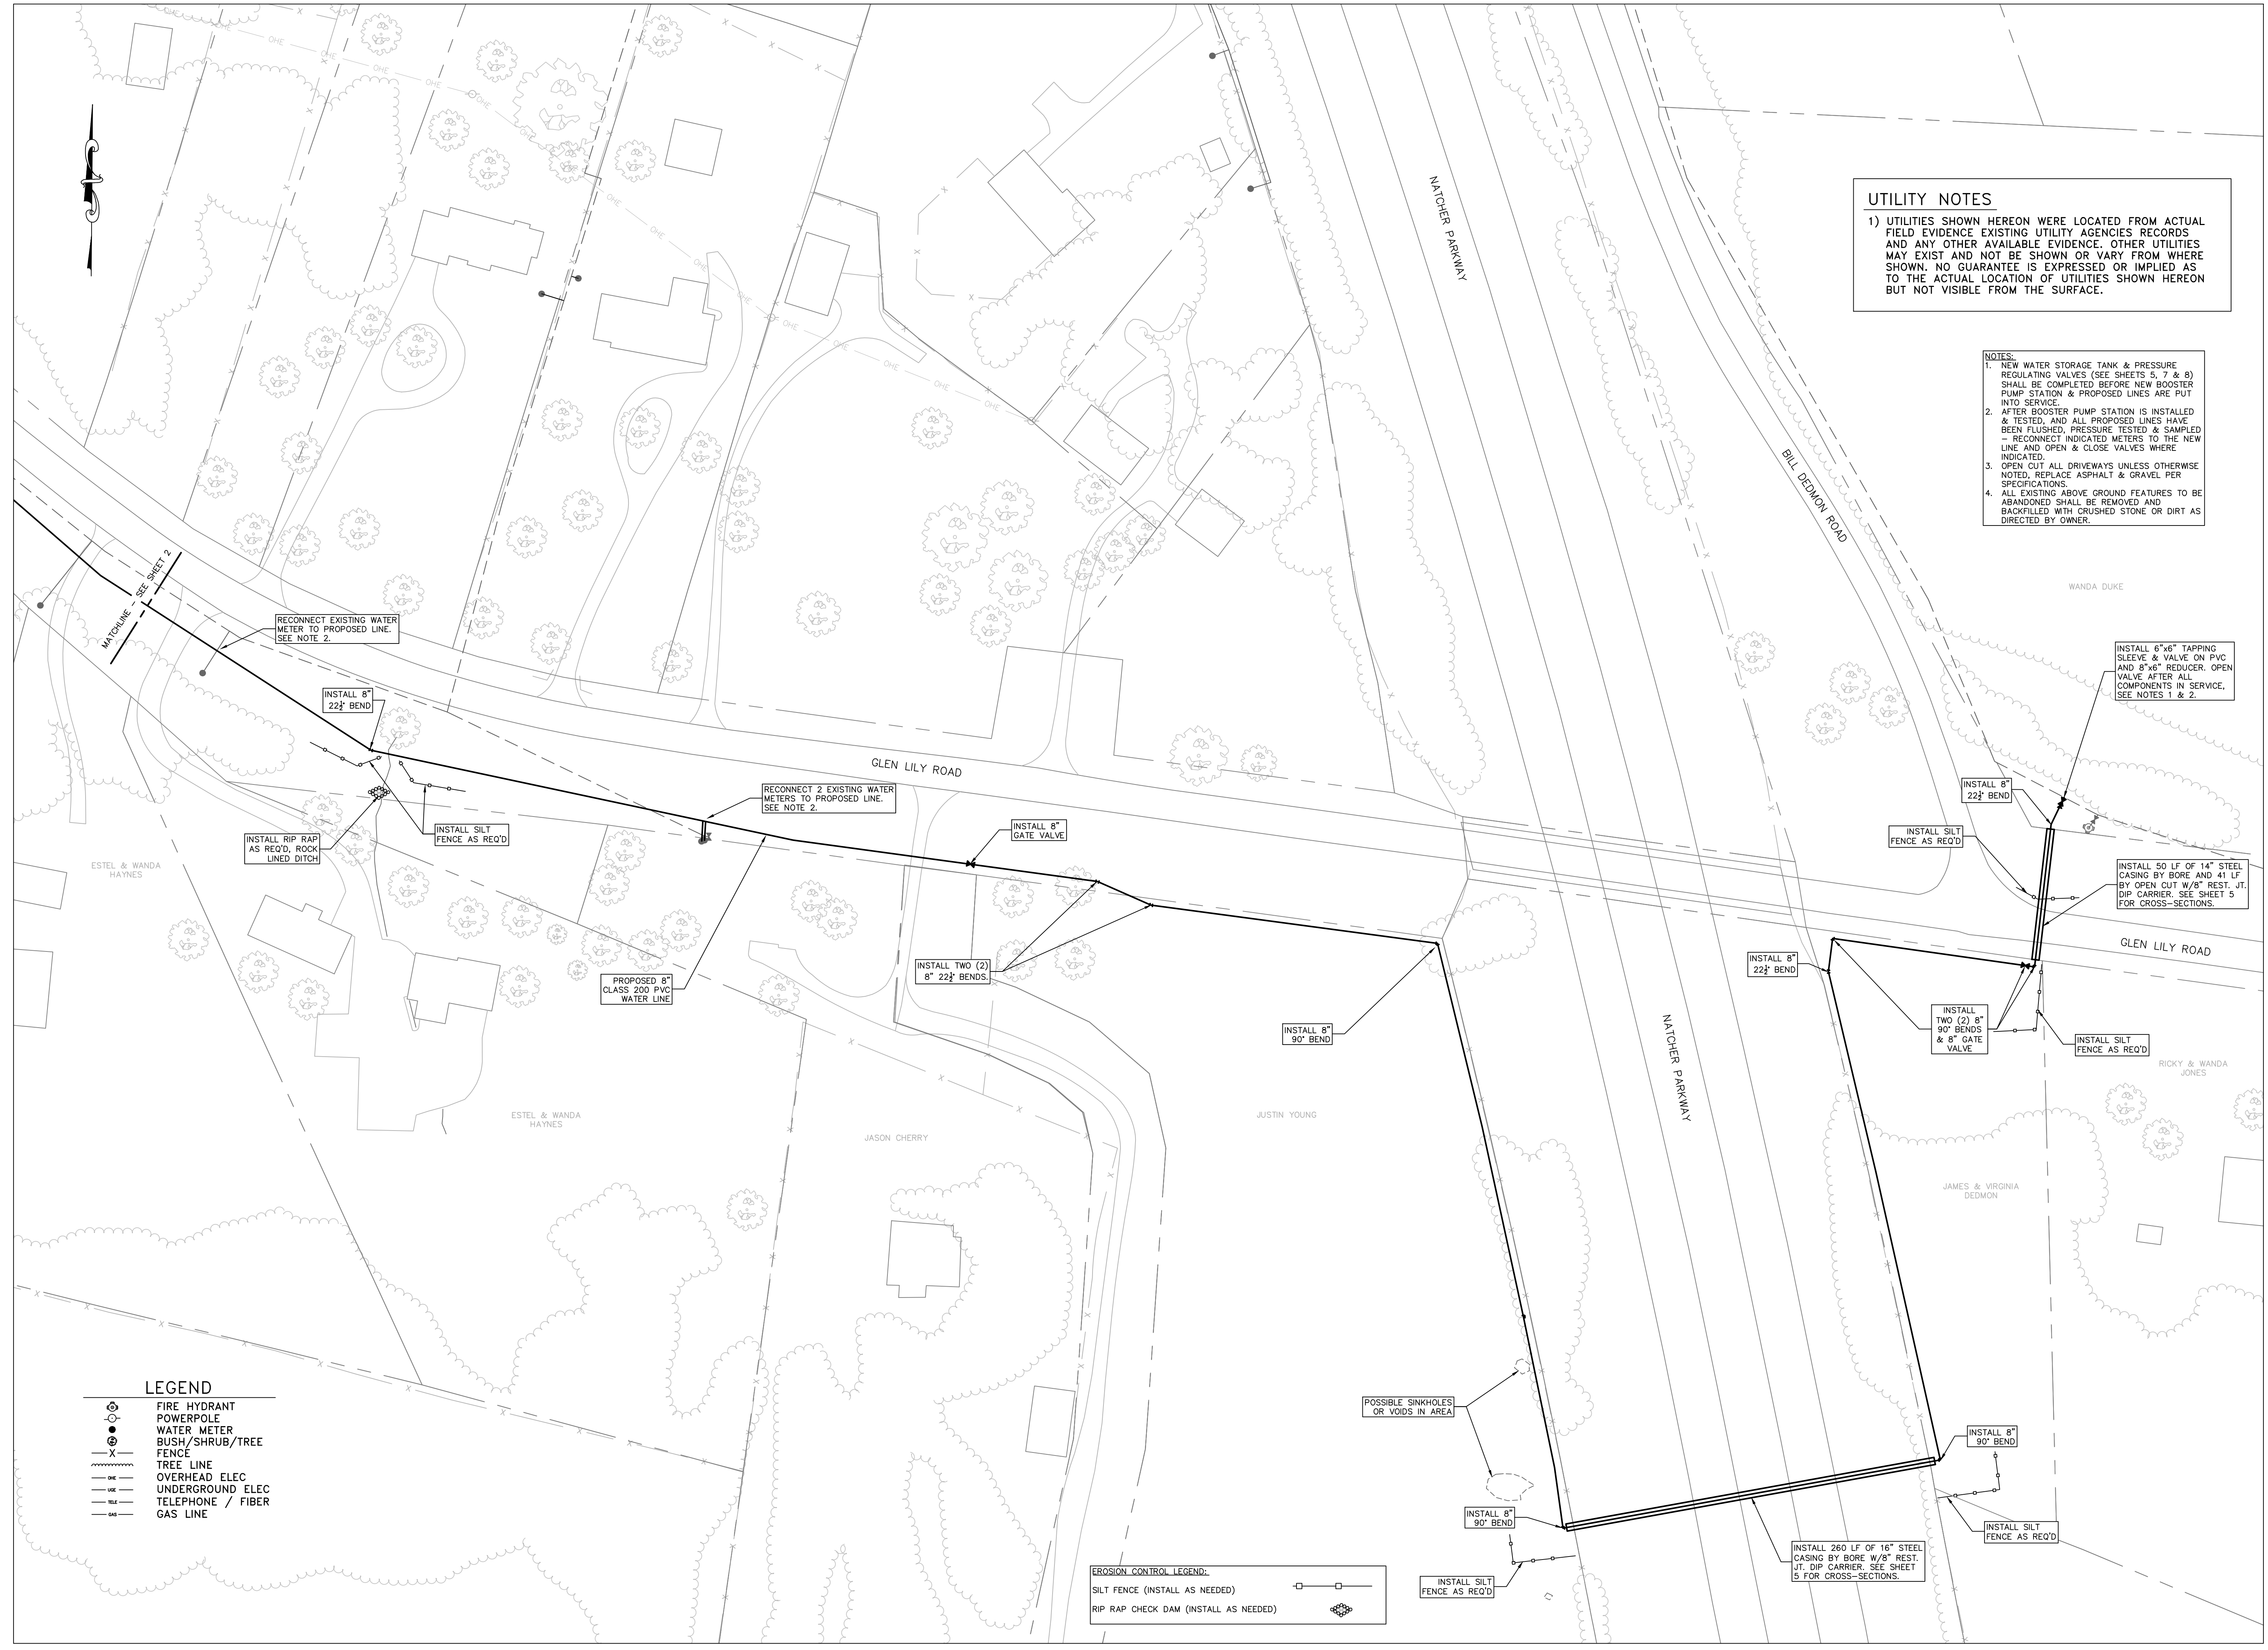 UTILITY NOTES
1) UTILITIES SHOWN HEREON WERE LOCATED FROM ACTUAL
FIELD EVIDENCE EXISTING UTILITY AGENCIES RECORDS
AND ANY OTHER AVAILABLE EVIDENCE. OTHER UTILITIES
MAY EXIST AND NOT BE SHOWN OR VARY FROM WHERE
SHOWN. NO GUARANTEE IS EXPRESSED OR IMPLIED AS
TO THE ACTUAL LOCATION OF UTILITIES SHOWN HEREON
BUT NOT VISIBLE FROM THE SURFACE.
NOTES:
1. NEW WATER STORAGE TANK & PRESSURE
REGULATING VALVES (SEE SHEETS 5, 7 & 8)
SHALL BE COMPLETED BEFORE NEW BOOSTER
PUMP STATION & PROPOSED LINES ARE PUT
INTO SERVICE.
2. AFTER BOOSTER PUMP STATION IS INSTALLED
& TESTED, AND ALL PROPOSED LINES HAVE
BEEN FLUSHED, PRESSURE TESTED & SAMPLED
– RECONNECT INDICATED METERS TO THE NEW
LINE AND OPEN & CLOSE VALVES WHERE
INDICATED.
3. OPEN CUT ALL DRIVEWAYS UNLESS OTHERWISE
NOTED, REPLACE ASPHALT & GRAVEL PER
SPECIFICATIONS.
4. ALL EXISTING ABOVE GROUND FEATURES TO BE
ABANDONED SHALL BE REMOVED AND
BACKFILLED WITH CRUSHED STONE OR DIRT AS
DIRECTED BY OWNER.
NATCHER PARKWAY
BILL DEDMON ROAD
WANDA DUKE
OHE
OHE
OHE
OHE
OHE
OHE
OHE
OHE
OHE
OHE
OHE
OHE
OHE
OHE
MATCHLINE - SEE SHEET 2
RECONNECT EXISTING WATER
METER TO PROPOSED LINE.
SEE NOTE 2.
INSTALL 8"
22½° BEND
INSTALL 6"x6" TAPPING
SLEEVE & VALVE ON PVC
AND 8"x6" REDUCER. OPEN
VALVE AFTER ALL
COMPONENTS IN SERVICE,
SEE NOTES 1 & 2.
GLEN LILY ROAD
RECONNECT 2 EXISTING WATER
METERS TO PROPOSED LINE.
SEE NOTE 2.
INSTALL 8"
22½° BEND
INSTALL RIP RAP
AS REQ'D, ROCK
LINED DITCH
INSTALL SILT
FENCE AS REQ'D
INSTALL 8"
GATE VALVE
INSTALL SILT
FENCE AS REQ'D
ESTEL & WANDA
HAYNES
INSTALL 50 LF OF 14" STEEL
CASING BY BORE AND 41 LF
BY OPEN CUT W/8" REST. JT.
DIP CARRIER. SEE SHEET 5
FOR CROSS–SECTIONS.
GLEN LILY ROAD
PROPOSED 8"
CLASS 200 PVC
WATER LINE
INSTALL TWO (2)
8" 22½° BENDS.
INSTALL 8"
22½° BEND
INSTALL 8"
90° BEND
INSTALL
TWO (2) 8"
90° BENDS
& 8" GATE
VALVE
INSTALL SILT
FENCE AS REQ'D
NATCHER PARKWAY
RICKY & WANDA
JONES
ESTEL & WANDA
HAYNES
JASON CHERRY
JUSTIN YOUNG
JAMES & VIRGINIA
DEDMON
POSSIBLE SINKHOLES
OR VOIDS IN AREA
INSTALL 8"
90° BEND
INSTALL 8"
90° BEND
INSTALL SILT
FENCE AS REQ'D
INSTALL 260 LF OF 16" STEEL
CASING BY BORE W/8" REST.
JT. DIP CARRIER. SEE SHEET
5 FOR CROSS–SECTIONS.
INSTALL SILT
FENCE AS REQ'D
LEGEND
FIRE HYDRANT
POWERPOLE
WATER METER
BUSH/SHRUB/TREE
X FENCE
TREE LINE
OHE OVERHEAD ELEC
UGE UNDERGROUND ELEC
TELE TELEPHONE / FIBER
GAS GAS LINE
EROSION CONTROL LEGEND:
SILT FENCE (INSTALL AS NEEDED)
RIP RAP CHECK DAM (INSTALL AS NEEDED)